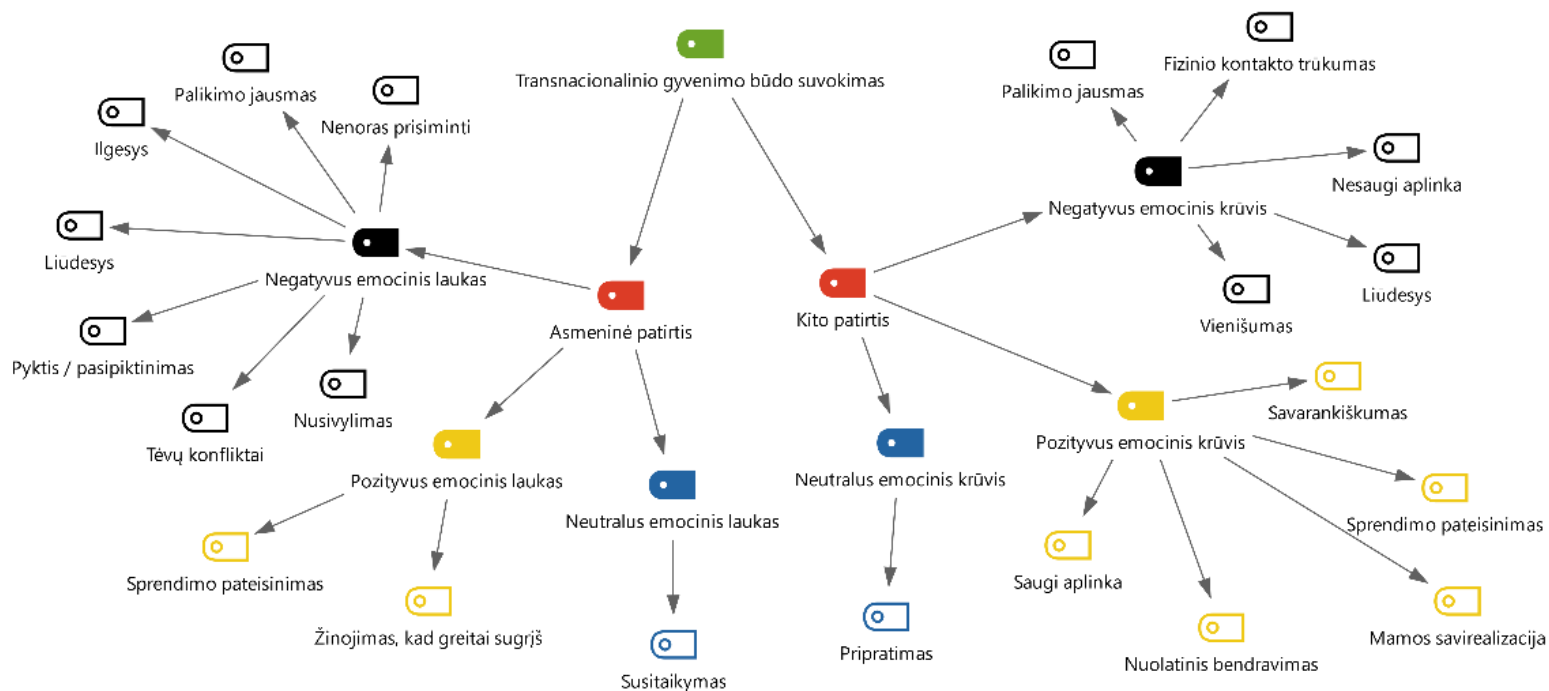 Transnacionalinio gyvenimo būdo suvokimas
Palikimo jausmas
Nenoras prisiminti
Ilgesys
Liūdesys
Negatyvus emocinis laukas
Pyktis / pasipiktinimas
Tėvų konfliktai
Nusivylimas
Asmeninė patirtis
Pozityvus emocinis laukas
Sprendimo pateisinimas
Žinojimas, kad greitai sugrįš
Neutralus emocinis laukas
Susitaikymas
Kito patirtis
Fizinio kontakto trūkumas
Palikimo jausmas
Nesaugi aplinka
Negatyvus emocinis krūvis
Liūdesys
Vienišumas
Neutralus emocinis krūvis
Pripratimas
Savarankiškumas
Pozityvus emocinis krūvis
Sprendimo pateisinimas
Saugi aplinka
Mamos savirealizacija
Nuolatinis bendravimas